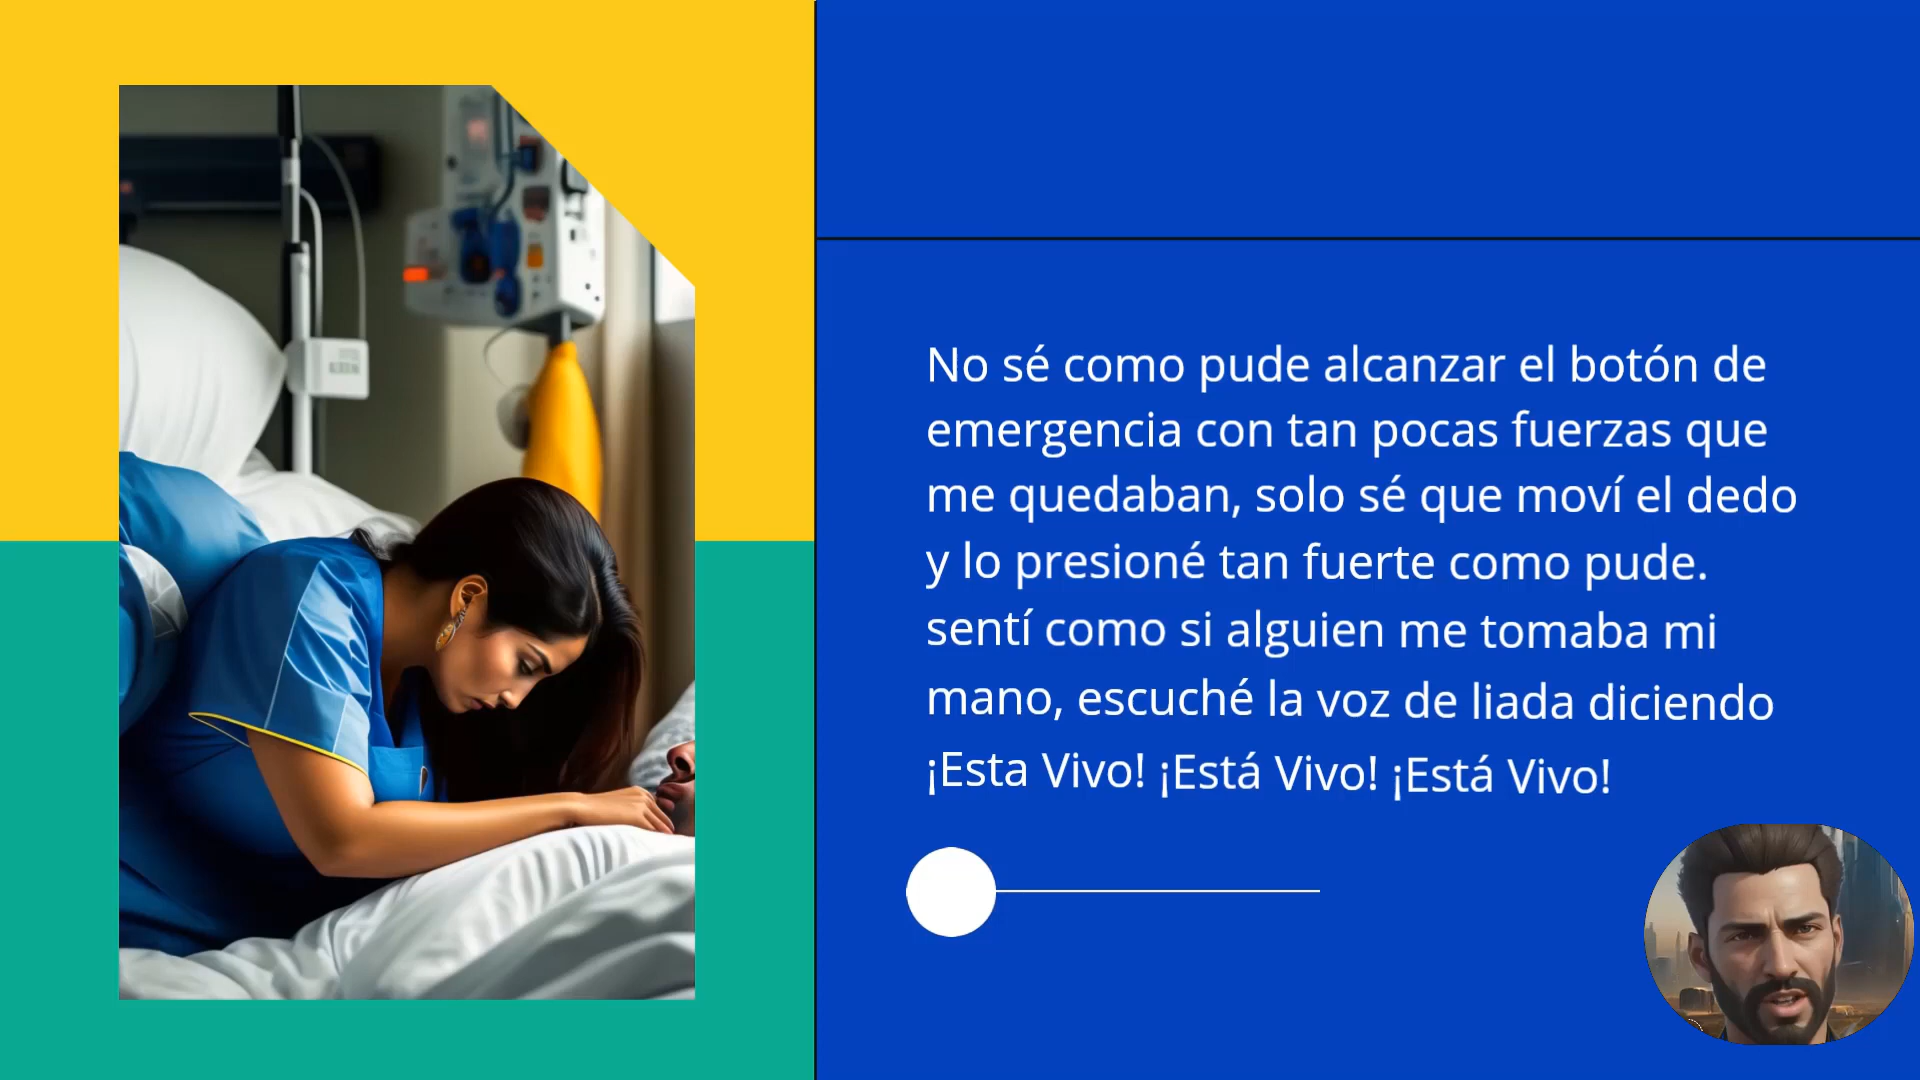 No sé como pude alcanzar el botón de
emergencia con tan pocas fuerzas que
me quedaban, solo sé que moví el dedo
y lo presioné tan fuerte como pude.
sentí como si alguien me tomaba mi
mano, escuché la voz de liada diciendo
¡Esta Vivo! ¡Está Vivo! ¡Está Vivo!